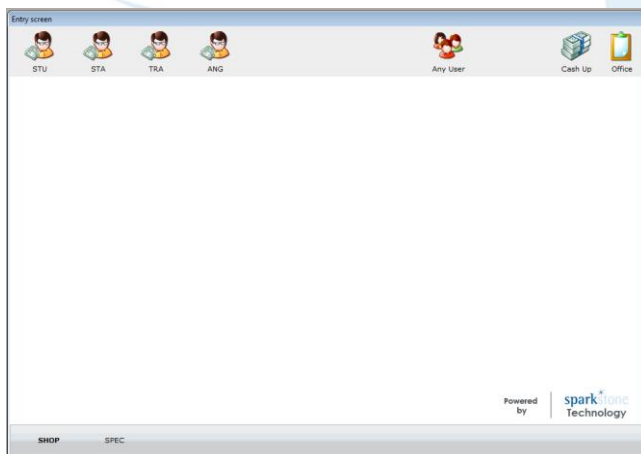 Entry screen
STU STA TRA ANG Any User Cash Up Office
Powered by
sparkstone Technology
SHOP SPEC